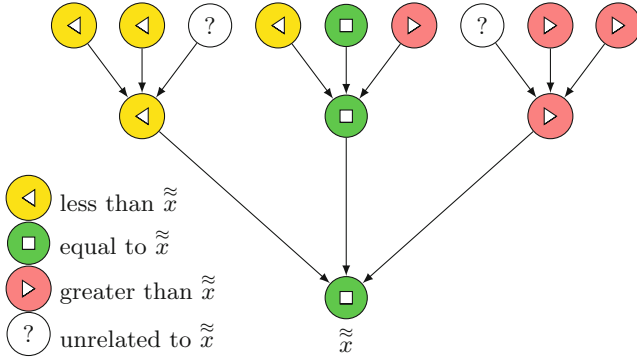 ?
?
less than x̃̃
equal to x̃̃
greater than x̃̃
? unrelated to x̃̃
x̃̃